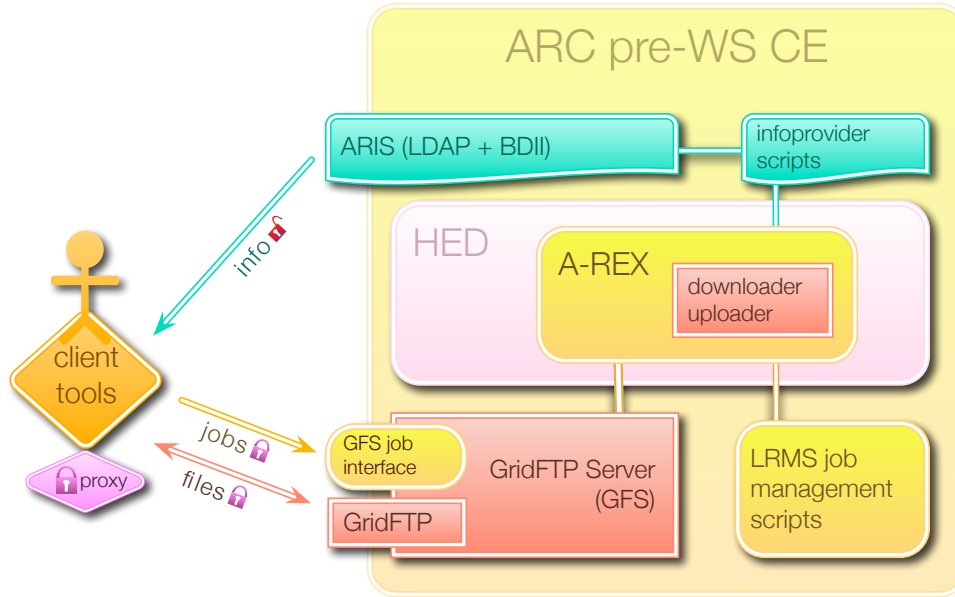 ARC pre-WS CE
ARIS (LDAP + BDII)
infoprovider
scripts
info
HED
A-REX
downloader
uploader
client
tools
proxy
jobs
files
GFS job
interface
GridFTP
GridFTP Server
(GFS)
LRMS job
management
scripts